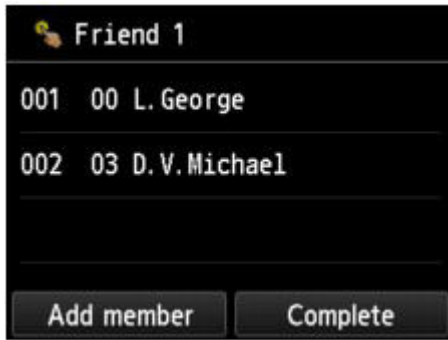 Friend 1
001 00 L.George
002 03 D.V.Michael
Add member Complete